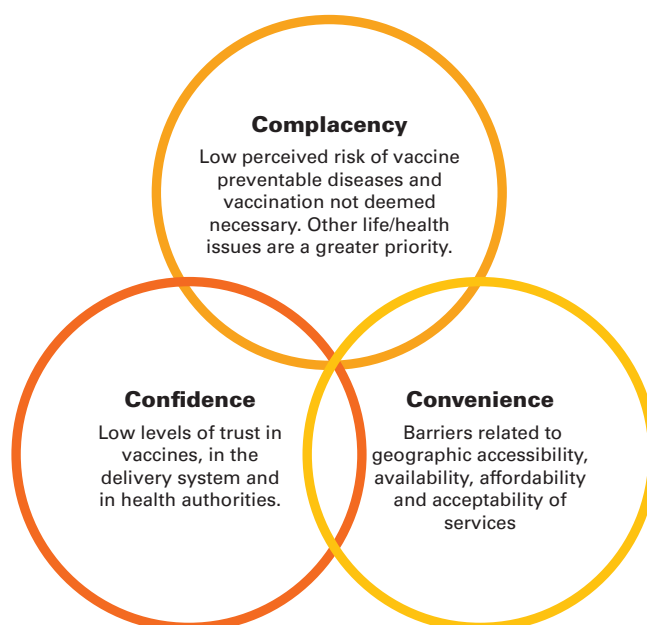 Complacency
Low perceived risk of vaccine
preventable diseases and
vaccination not deemed
necessary. Other life/health
issues are a greater priority.
Confidence
Low levels of trust in
vaccines, in the
delivery system and
in health authorities.
Convenience
Barriers related to
geographic accessibility,
availability, affordability
and acceptability of
services